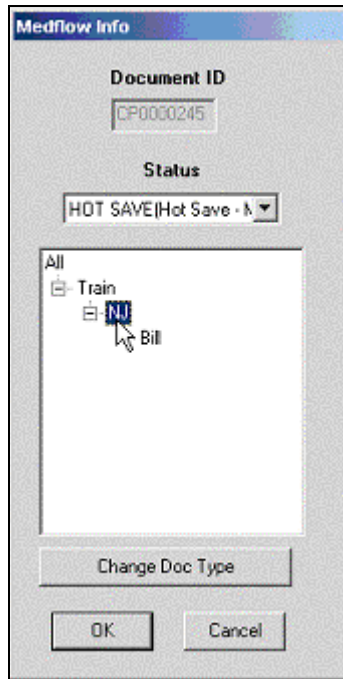 Medflow Info
Document ID
CP0000245
Status
HOT SAVE(Hot Save - M
All
Train
NJ
Bill
Change Doc Type
OK
Cancel